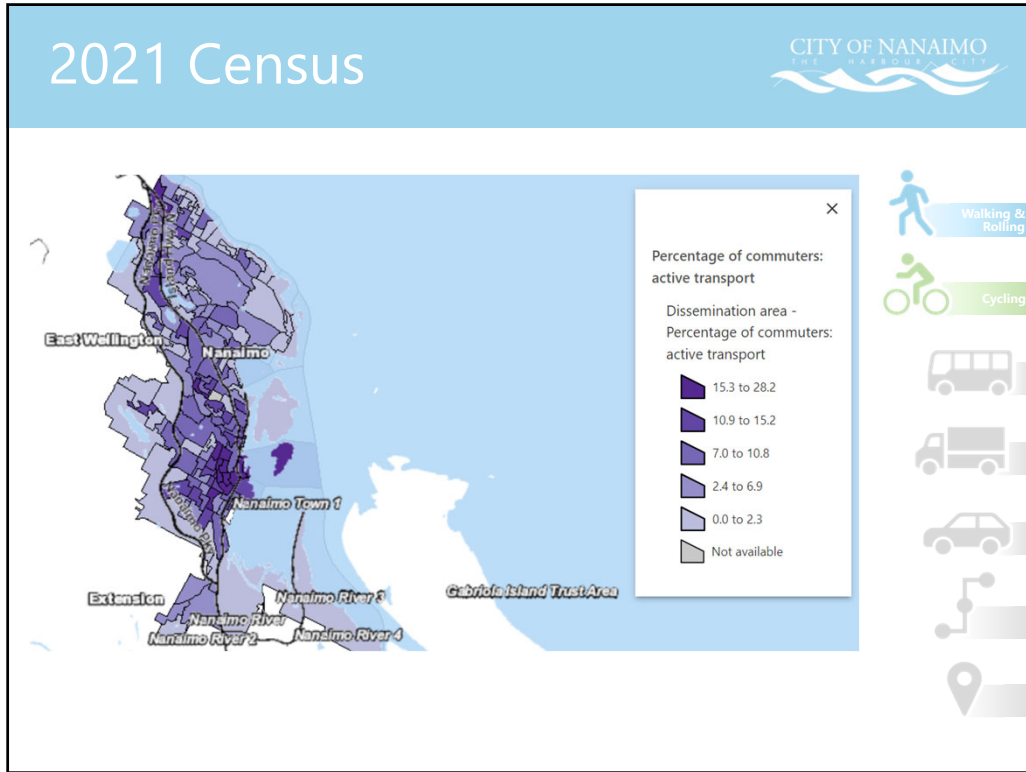 2021 Census
CITY OF NANAIMO
THE HARBOUR CITY
Percentage of commuters:
active transport
Dissemination area -
Percentage of commuters:
active transport
15.3 to 28.2
10.9 to 15.2
7.0 to 10.8
2.4 to 6.9
0.0 to 2.3
Not available
East Wellington
Nanaimo
Nanaimo Town 1
Nanaimo Pky
Extension
Nanaimo River 3
Gabriola Island Trust Area
Nanaimo River
Nanaimo River 2
Nanaimo River 4
Walking &
Rolling
Cycling